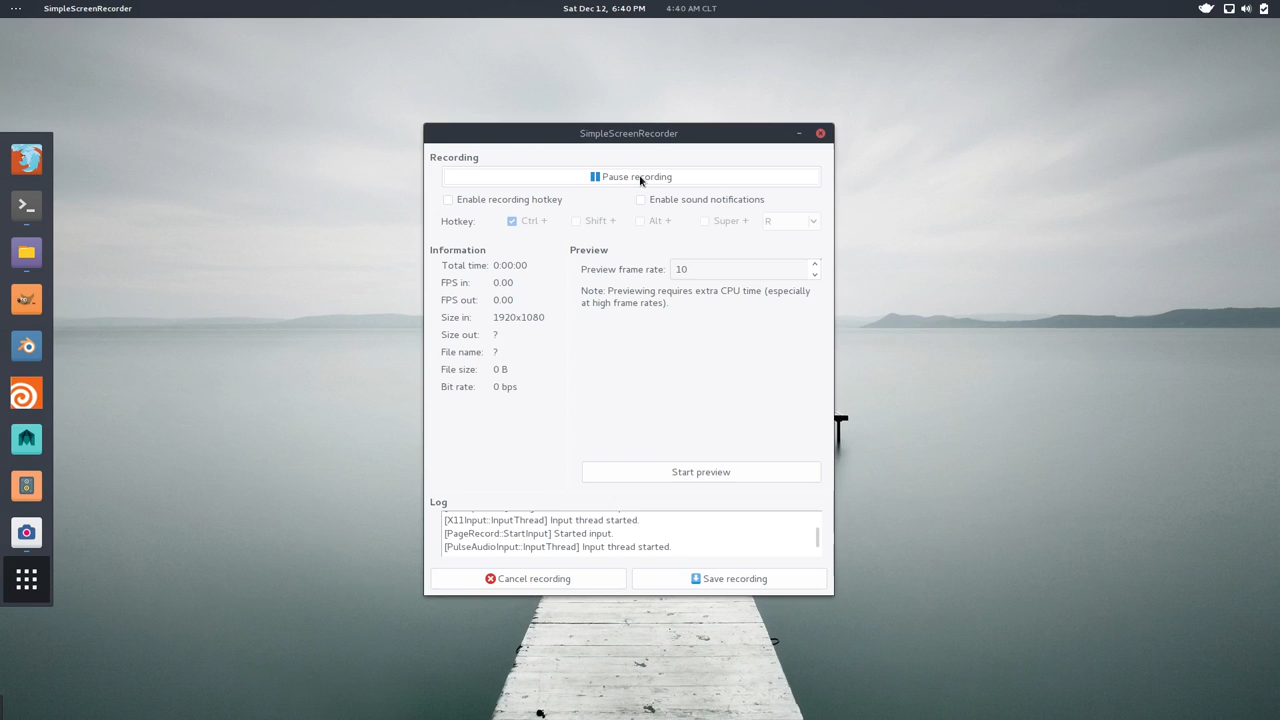 SimpleScreenRecorder
Sat Dec 12, 6:40 PM
4:40 AM CLT
SimpleScreenRecorder
Recording
Pause recording
Enable recording hotkey
Enable sound notifications
Hotkey:
Ctrl +
Shift +
Alt +
Super +
R
Information
Total time: 0:00:00
FPS in: 0.00
FPS out: 0.00
Size in: 1920x1080
Size out: ?
File name: ?
File size: 0 B
Bit rate: 0 bps
Preview
Preview frame rate: 10
Note: Previewing requires extra CPU time (especially
at high frame rates).
Start preview
Log
[X11Input::InputThread] Input thread started.
[PageRecord::StartInput] Started input.
[PulseAudioInput::InputThread] Input thread started.
Cancel recording
Save recording